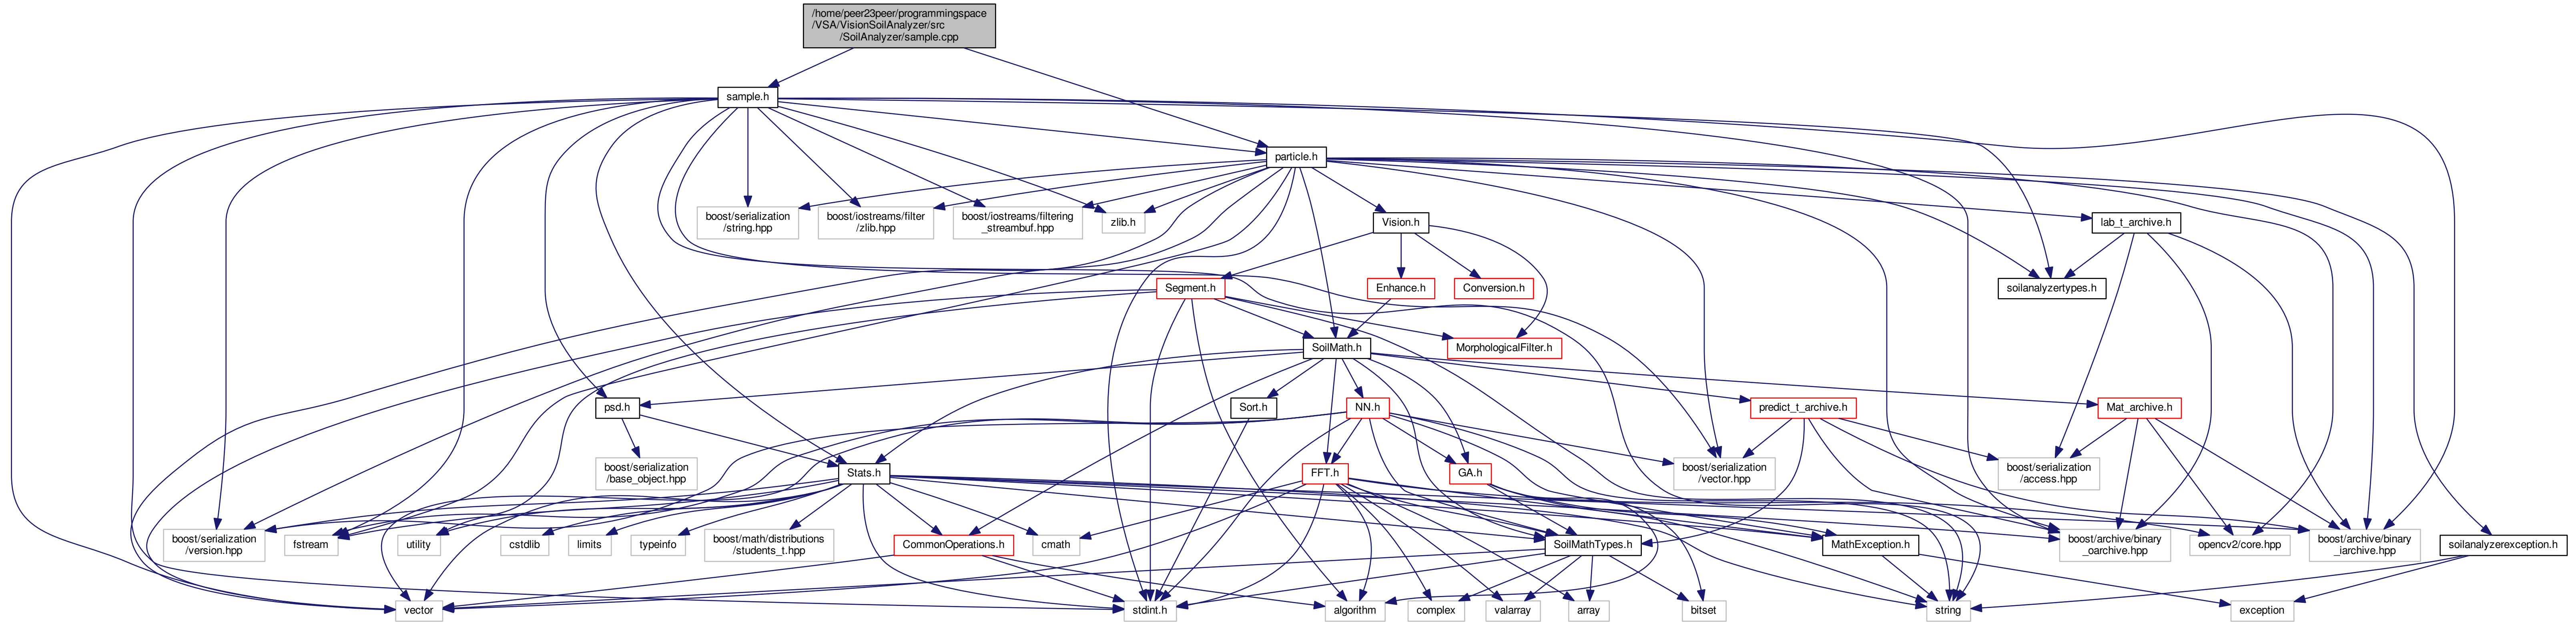 /home/peer23peer/programmingspace
/VSA/VisionSoilAnalyzer/src
/SoilAnalyzer/sample.cpp
sample.h
particle.h
boost/serialization
/string.hpp
boost/iostreams/filter
/zlib.hpp
boost/iostreams/filtering
_streambuf.hpp
zlib.h
Vision.h
lab_t_archive.h
Segment.h
Enhance.h
Conversion.h
soilanalyzertypes.h
SoilMath.h
MorphologicalFilter.h
psd.h
Sort.h
NN.h
predict_t_archive.h
Mat_archive.h
boost/serialization
/base_object.hpp
Stats.h
FFT.h
GA.h
boost/serialization
/vector.hpp
boost/serialization
/access.hpp
boost/serialization
/version.hpp
fstream
utility
cstdlib
limits
typeinfo
boost/math/distributions
/students_t.hpp
CommonOperations.h
cmath
SoilMathTypes.h
MathException.h
boost/archive/binary
_oarchive.hpp
opencv2/core.hpp
boost/archive/binary
_iarchive.hpp
soilanalyzerexception.h
vector
stdint.h
algorithm
complex
valarray
array
bitset
string
exception